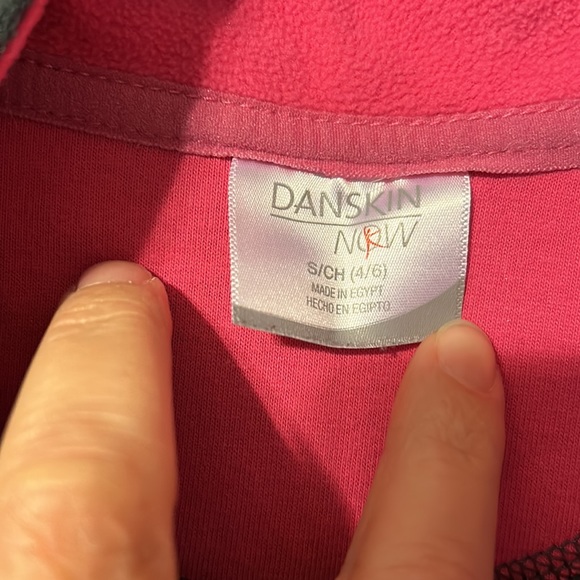 DANSKIN
NOW
S/CH (4/6)
MADE IN EGYPT
HECHO EN EGIPTO